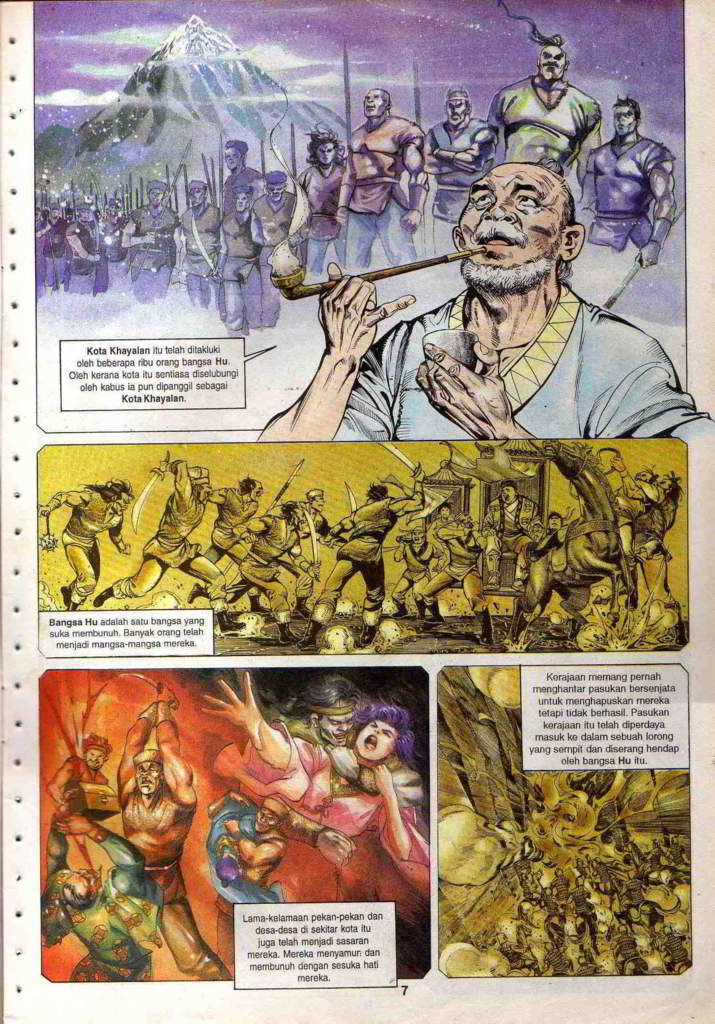 Kota Khayalan itu telah ditakluki
oleh beberapa ribu orang bangsa Hu.
Oleh kerana kota itu sentiasa diselubungi
oleh kabus ia pun dipanggil sebagai
Kota Khayalan.
Bangsa Hu adalah satu bangsa yang
suka membunuh. Banyak orang telah
menjadi mangsa-mangsa mereka.
Lama-kelamaan pekan-pekan dan
desa-desa di sekitar kota itu
juga telah menjadi sasaran
mereka. Mereka menyamun dan
membunuh dengan sesuka hati
mereka.
Kerajaan memang pernah
menghantar pasukan bersenjata
untuk menghapuskan mereka
tetapi tidak berhasil. Pasukan
kerajaan itu telah diperdaya
masuk ke dalam sebuah lorong
yang sempit dan diserang hendap
oleh bangsa Hu itu.
7